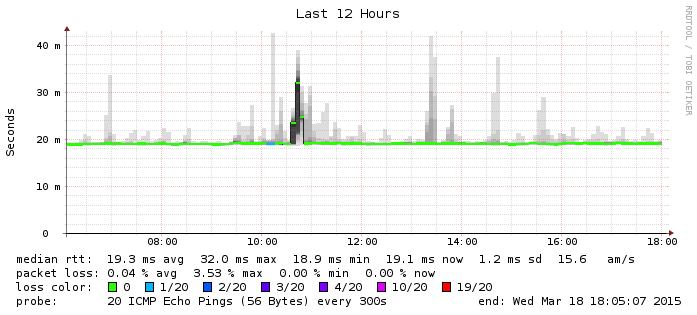 Last 12 Hours
RRDTOOL / TOBI OETIKER
Seconds
40 m
30 m
20 m
10 m
0
08:00 10:00 12:00 14:00 16:00 18:00
median rtt: 19.3 ms avg 32.0 ms max 18.9 ms min 19.1 ms now 1.2 ms sd 15.6 am/s
packet loss: 0.04 % avg 3.53 % max 0.00 % min 0.00 % now
loss color: 0 1/20 2/20 3/20 4/20 10/20 19/20
probe: 20 ICMP Echo Pings (56 Bytes) every 300s end: Wed Mar 18 18:05:07 2015